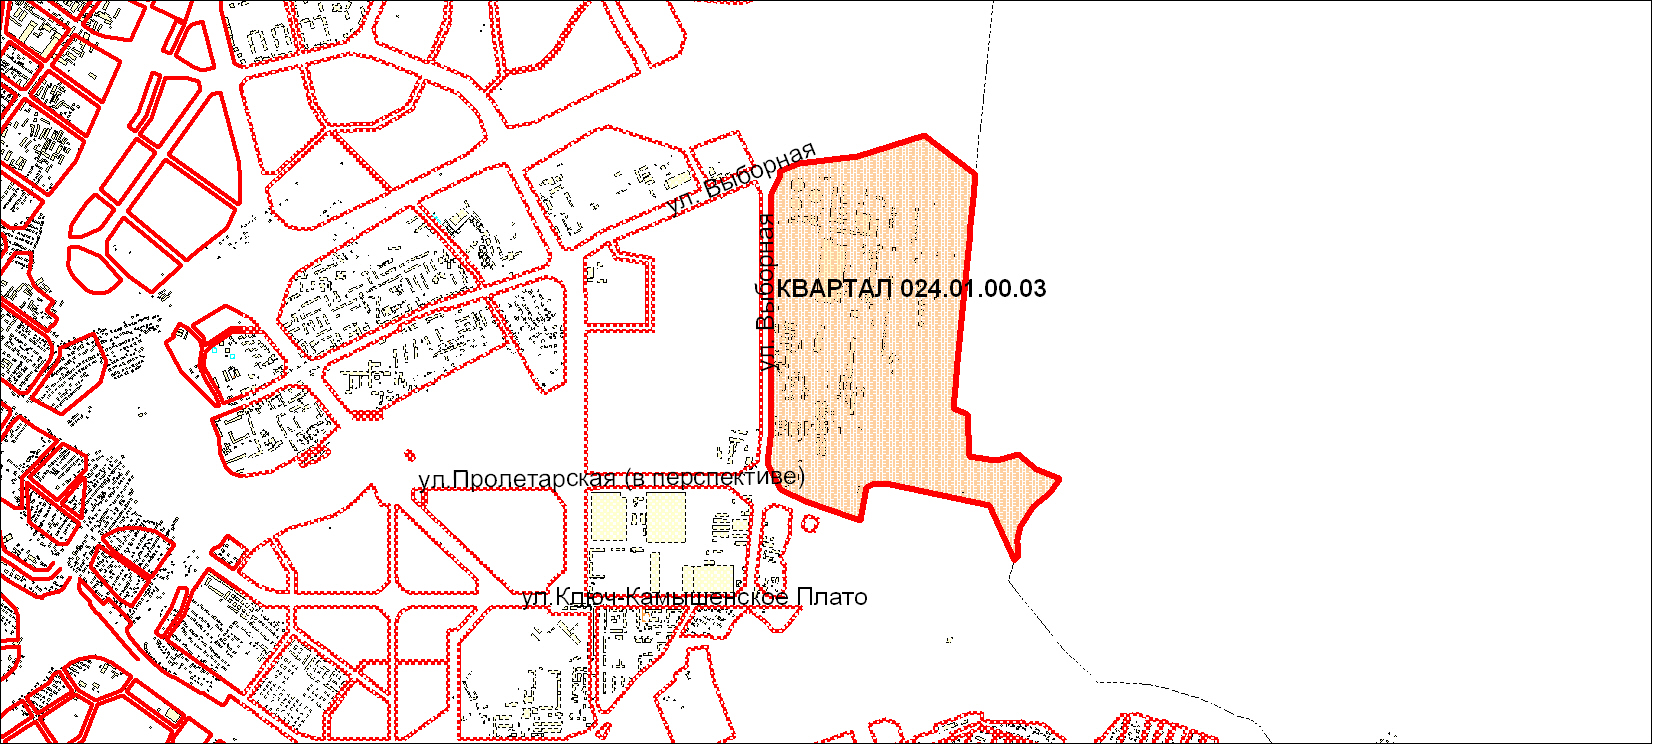 ул. Выборная
ул. Выборная
КВАРТАЛ 024.01.00.03
ул.Пролетарская (в перспективе)
ул.Ключ-Камышенское Плато